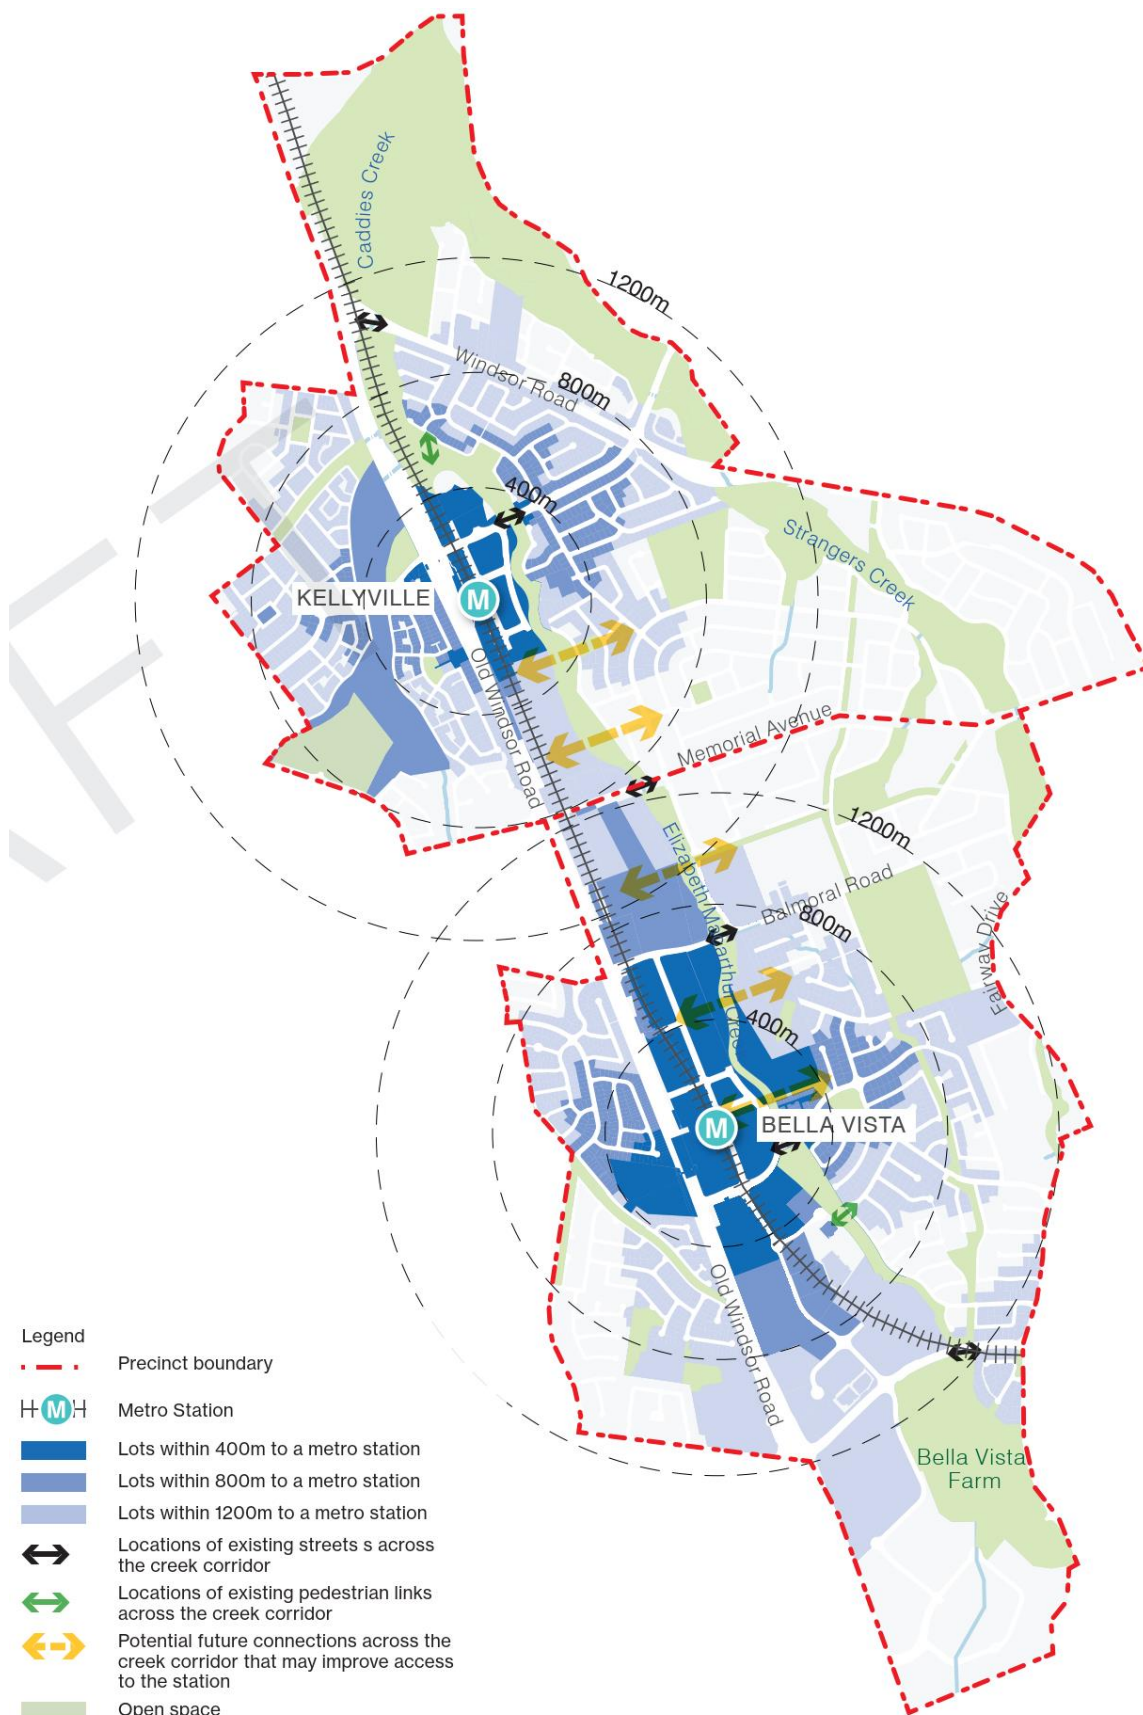 Caddies Creek
1200m
Windsor Road
800m
400m
Strangers Creek
KELLYVILLE
M
Old Windsor Road
Memorial Avenue
1200m
Elizabeth Macarthur Creek
Balmoral Road
800m
Fairway Drive
400m
M
BELLA VISTA
Old Windsor Road
Bella Vista
Farm
Legend
Precinct boundary
M
Metro Station
Lots within 400m to a metro station
Lots within 800m to a metro station
Lots within 1200m to a metro station
Locations of existing streets s across
the creek corridor
Locations of existing pedestrian links
across the creek corridor
Potential future connections across the
creek corridor that may improve access
to the station
Open space